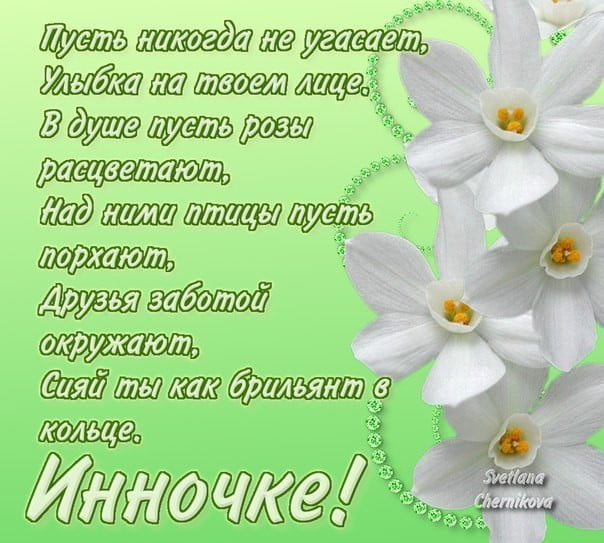 Пусть никогда не угасает,
Улыбка на твоем лице.
В душе пусть розы
расцветают,
Над ними птицы пусть
порхают,
Друзья заботой
окружают,
Сияй ты как брильянт в
кольце.
Инночке!
Svetlana
Chernikova